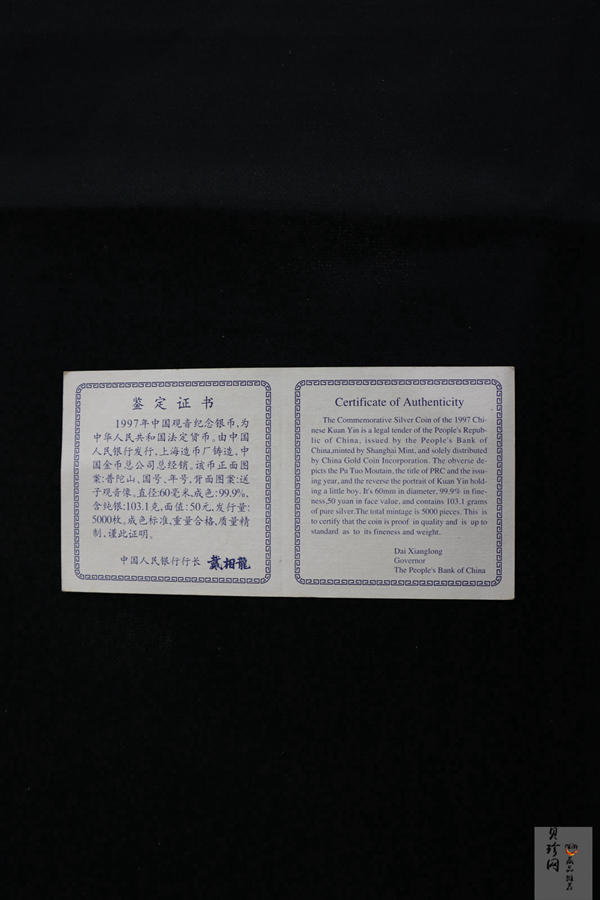 鉴定证书
1997年中国观音纪念银币,为
中华人民共和国法定货币。由中国
人民银行发行,上海造币厂铸造,中
国金币总公司总经销。该币正面图
案:普陀山、国号、年号,背面图案:送
子观音像。直径:60毫米,成色:99.9%,
含纯银:103.1克,面值:50元,发行量:
5000枚。成色标准,重量合格,质量精
制,谨此证明。
中国人民银行行长 戴相龍
Certificate of Authenticity
The Commemorative Silver Coin of the 1997 Chi-
nese Kuan Yin is a legal tender of the People's Repub-
lic of China, issued by the People's Bank of
China,minted by Shanghai Mint, and solely distributed
by China Gold Coin Incorporation. The obverse de-
picts the Pu Tuo Moutain, the title of PRC and the issu-
ing year, and the reverse the portrait of Kuan Yin hold-
ing a little boy. It's 60mm in diameter, 99.9% in fine-
ness,50 yuan in face value, and contains 103.1 grams
of pure silver.The total mintage is 5000 pieces. This is
to certify that the coin is proof in quality and is up to
standard as to its fineness and weight.
Dai Xianglong
Governor
The People's Bank of China
贝珍网